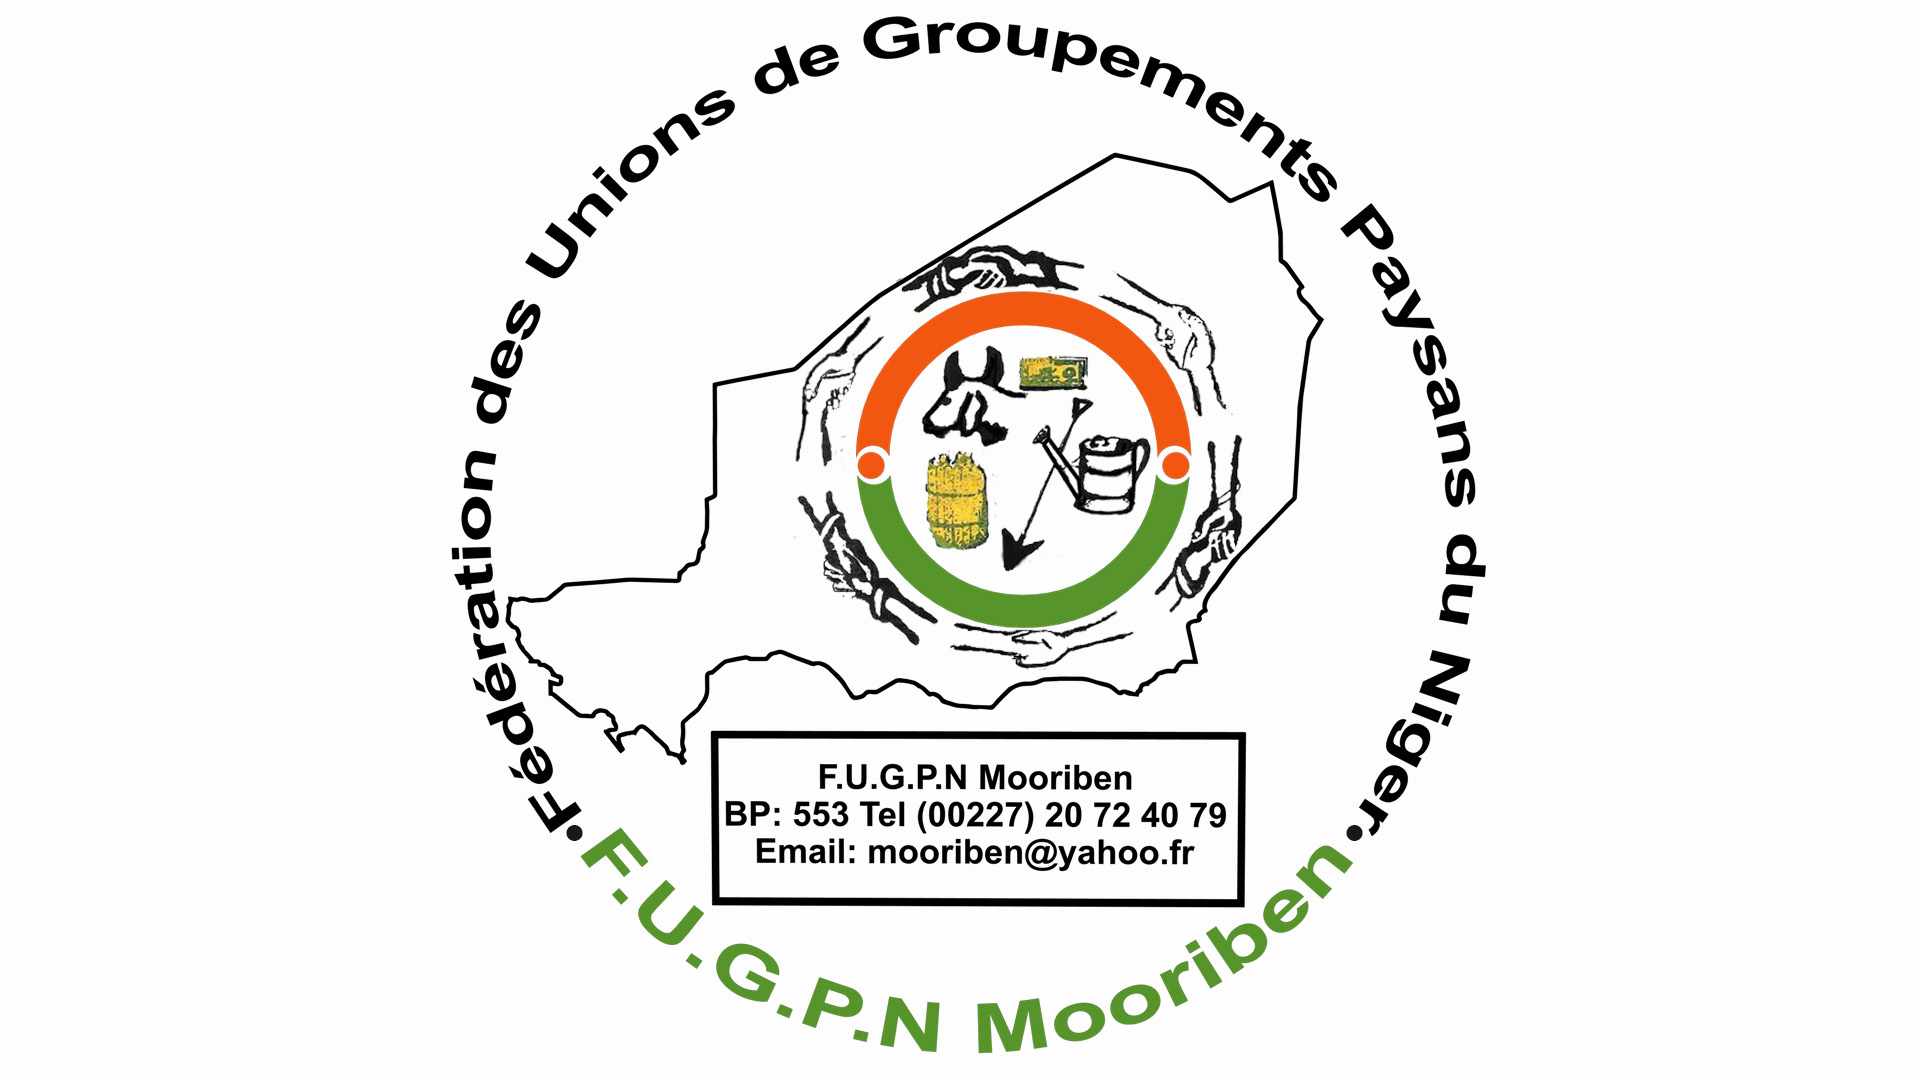 Fédération des Unions de Groupements Paysans du Niger
F.U.G.P.N Mooriben
BP: 553 Tel (00227) 20 72 40 79
Email: mooriben@yahoo.fr
F.U.G.P.N Mooriben